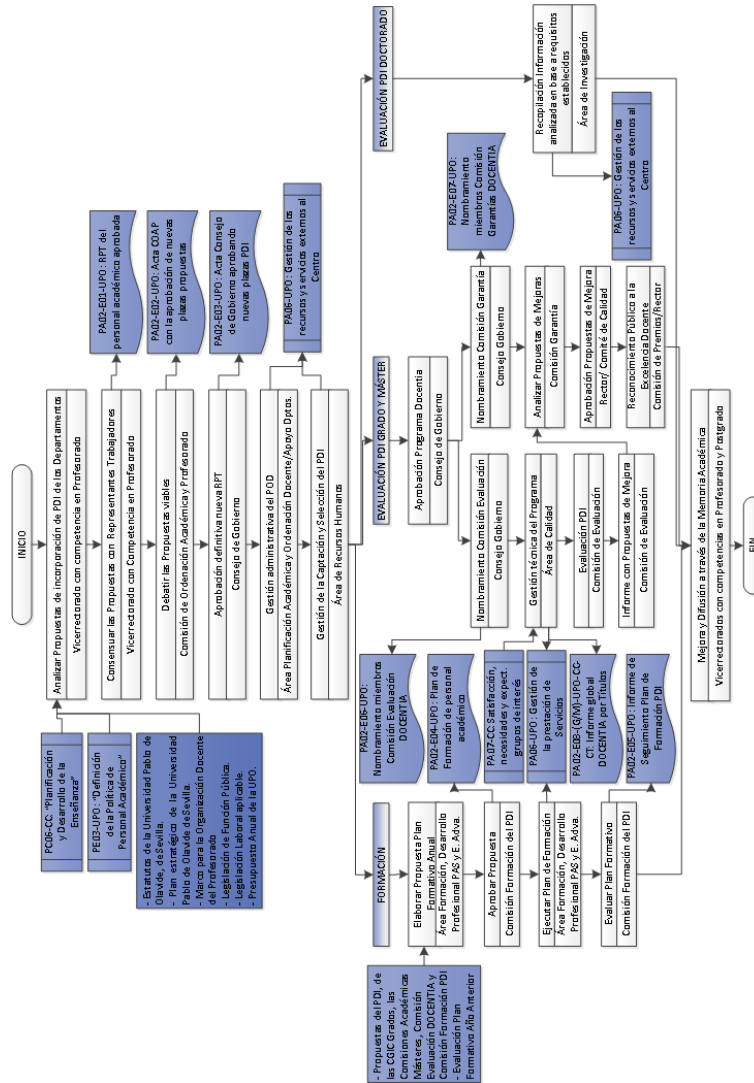 INICIO
PC06-CC: "Planificación
y Desarrollo de la
Enseñanza"
PE03-UPO: "Definición
de la Política de
Personal Académico"
- Estatutos de la Universidad Pablo de
Olavide, de Sevilla.
- Plan estratégico de la Universidad
Pablo de Olavide de Sevilla.
- Marco para la Organización Docente
del Profesorado
- Legislación de Función Pública.
- Legislación Laboral aplicable.
- Presupuesto Anual de la UPO.
Analizar Propuestas de incorporación de PDI de los Departamentos
Vicerrectorado con competencia en Profesorado
Consensuar las Propuestas con Representantes Trabajadores
Vicerrectorado con Competencia en Profesorado
PA02-E01-UPO: RPT del
personal académico aprobada
Debatir las Propuestas viables
Comisión de Ordenación Académica y Profesorado
PA02-E02-UPO: Acta COAP
con la aprobación de nuevas
plazas propuestas
Aprobación definitiva nueva RPT
Consejo de Gobierno
PA02-E03-UPO: Acta Consejo
de Gobierno aprobando
nuevas plazas PDI
Gestión administrativa del POD
Área Planificación Académica y Ordenación Docente/Apoyo Dptos.
Gestión de la Captación y Selección del PDI
Área de Recursos Humanos
PA06-UPO: Gestión de los
recursos y servicios externos al
Centro
FORMACIÓN
- Propuestas del PDI, de
las CGIC Grados, las
Comisiones Académicas
Másteres, Comisión
Evaluación DOCENTIA y
Comisión Formación PDI
- Evaluación Plan
Formativo Año Anterior
Elaborar Propuesta Plan
Formativo Anual
Área Formación, Desarrollo
Profesional PAS y E. Adva.
Aprobar Propuesta
Comisión Formación del PDI
Ejecutar Plan de Formación
Área Formación, Desarrollo
Profesional PAS y E. Adva.
Evaluar Plan Formativo
Comisión Formación del PDI
PA02-E06-UPO:
Nombramiento miembros
Comisión Evaluación
DOCENTIA
PA02-E04-UPO: Plan de
Formación de personal
académico
PA07-CC: Satisfacción,
necesidades y expect.
grupos de interés
PA06-UPO: Gestión de
la prestación de
Servicios
PA02-E08-(G/M)-UPO-CC-
CT: Informe global
DOCENTIA por Títulos
PA02-E05-UPO: Informe de
Seguimiento Plan de
Formación PDI
EVALUACIÓN PDI GRADO Y MÁSTER
Aprobación Programa Docentia
Consejo de Gobierno
Nombramiento Comisión Evaluación
Consejo Gobierno
Gestión técnica del Programa
Área de Calidad
Evaluación PDI
Comisión de Evaluación
Informe con Propuestas de Mejora
Comisión de Evaluación
Nombramiento Comisión Garantía
Consejo Gobierno
PA02-E07-UPO:
Nombramiento
miembros Comisión
Garantías DOCENTIA
Analizar Propuestas de Mejoras
Comisión Garantía
Aprobación Propuestas de Mejora
Rector/ Comité de Calidad
Reconocimiento Público a la
Excelencia Docente
Comisión de Premios/Rector
EVALUACIÓN PDI DOCTORADO
Recopilación Información
analizada en base a requisitos
establecidos
Área de Investigación
PA06-UPO: Gestión de los
recursos y servicios externos al
Centro
Mejora y Difusión a través de la Memoria Académica
Vicerrectorados con competencias en Profesorado y Postgrado
FIN